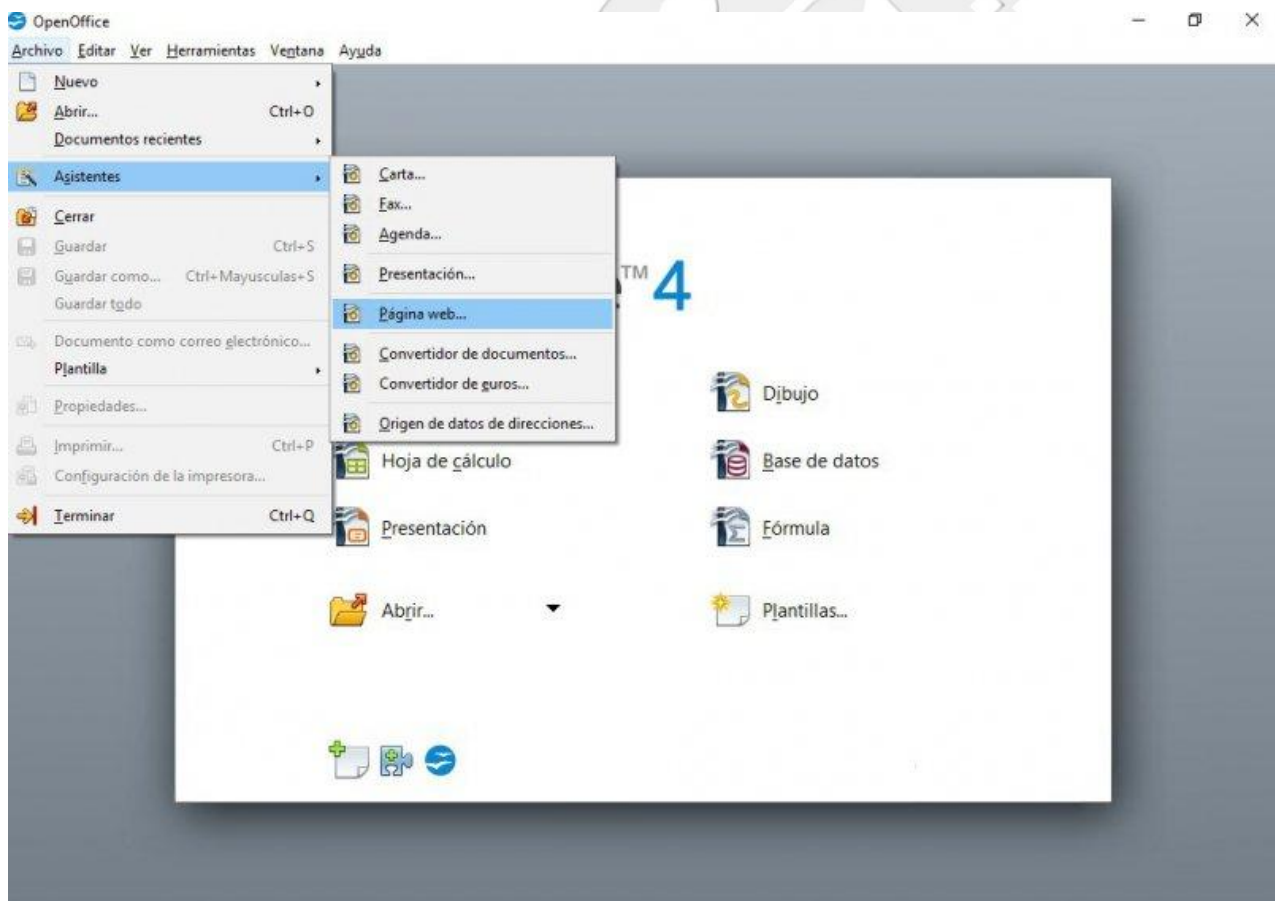 OpenOffice
Archivo Editar Ver Herramientas Ventana Ayuda
Nuevo
Abrir... Ctrl+O
Documentos recientes
Asistentes
Cerrar
Guardar Ctrl+S
Guardar como... Ctrl+Mayusculas+S
Guardar todo
Documento como correo electrónico...
Plantilla
Propiedades...
Imprimir... Ctrl+P
Configuración de la impresora...
Terminar Ctrl+Q
Carta...
Fax...
Agenda...
Presentación...
Página web...
Convertidor de documentos...
Convertidor de euros...
Origen de datos de direcciones...
TM 4
Dibujo
Hoja de cálculo
Base de datos
Presentación
Fórmula
Abrir...
Plantillas...